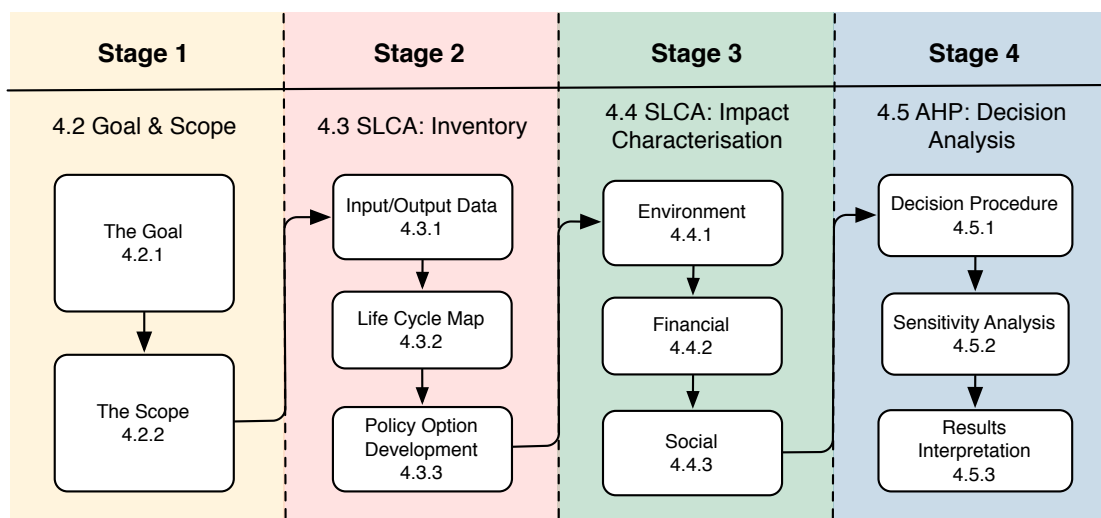 Stage 1
Stage 2
Stage 3
Stage 4
4.2 Goal & Scope
4.3 SLCA: Inventory
4.4 SLCA: Impact
Characterisation
4.5 AHP: Decision
Analysis
The Goal
4.2.1
The Scope
4.2.2
Input/Output Data
4.3.1
Life Cycle Map
4.3.2
Policy Option
Development
4.3.3
Environment
4.4.1
Financial
4.4.2
Social
4.4.3
Decision Procedure
4.5.1
Sensitivity Analysis
4.5.2
Results
Interpretation
4.5.3